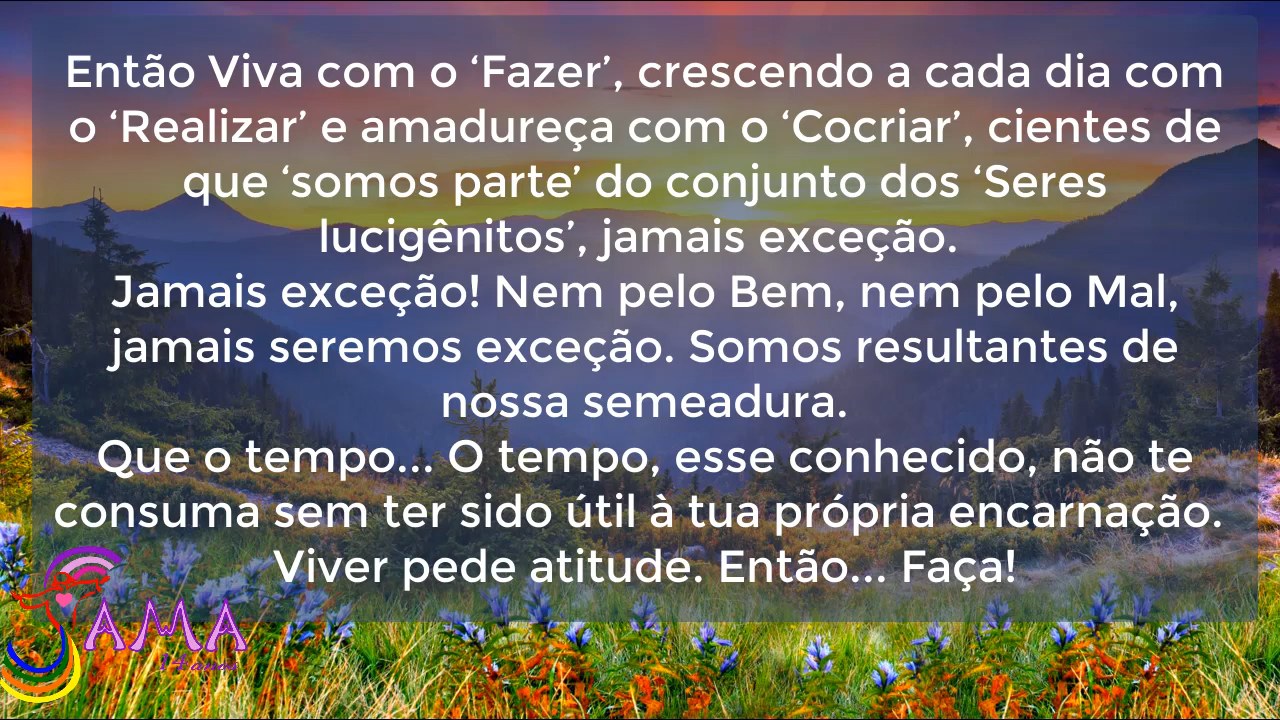 Então Viva com o ‘Fazer’, crescendo a cada dia com
o ‘Realizar’ e amadureça com o ‘Cocriar’, cientes de
que ‘somos parte’ do conjunto dos ‘Seres
lucigênitos’, jamais exceção.
Jamais exceção! Nem pelo Bem, nem pelo Mal,
jamais seremos exceção. Somos resultantes de
nossa semeadura.
Que o tempo... O tempo, esse conhecido, não te
consuma sem ter sido útil à tua própria encarnação.
Viver pede atitude. Então... Faça!
AMA
14 anos